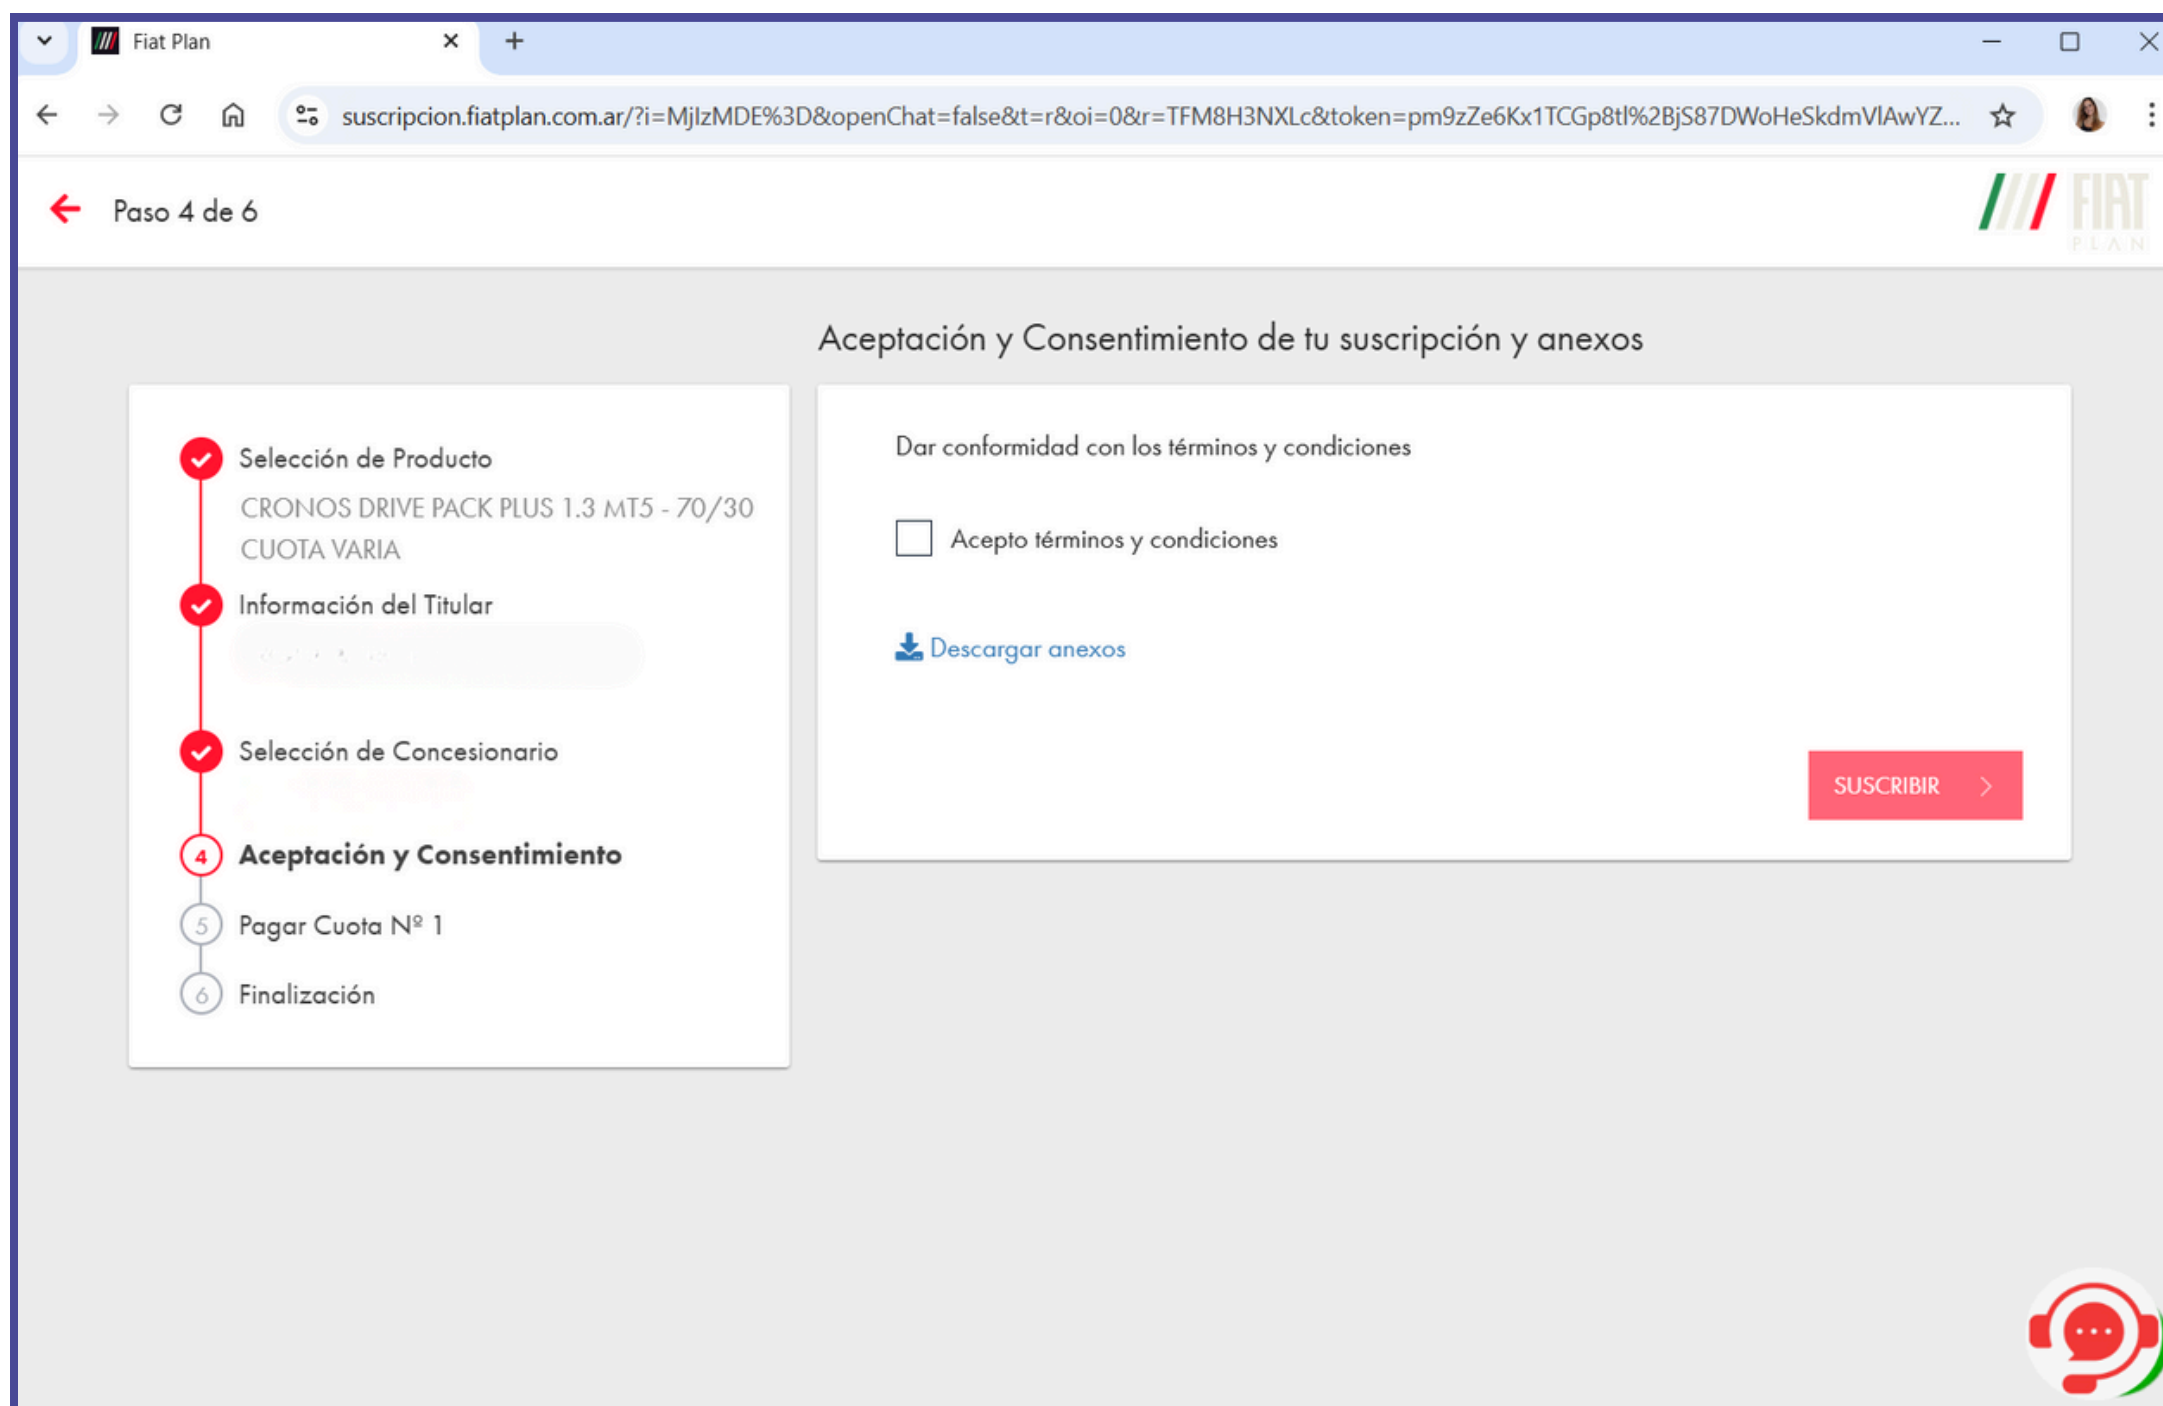 Fiat Plan
suscripcion.fiatplan.com.ar/?i=MjIzMDE%3D&openChat=false&t=r&oi=0&r=TFM8H3NXLc&token=pm9zZe6Kx1TCGp8tl%2BjS87DWoHeSkdmVlAwYZ...
Paso 4 de 6
FIAT
PLAN
Aceptación y Consentimiento de tu suscripción y anexos
Selección de Producto
CRONOS DRIVE PACK PLUS 1.3 MT5 - 70/30
CUOTA VARIA
Información del Titular
Selección de Concesionario
4 Aceptación y Consentimiento
5 Pagar Cuota Nº 1
6 Finalización
Dar conformidad con los términos y condiciones
Acepto términos y condiciones
Descargar anexos
SUSCRIBIR